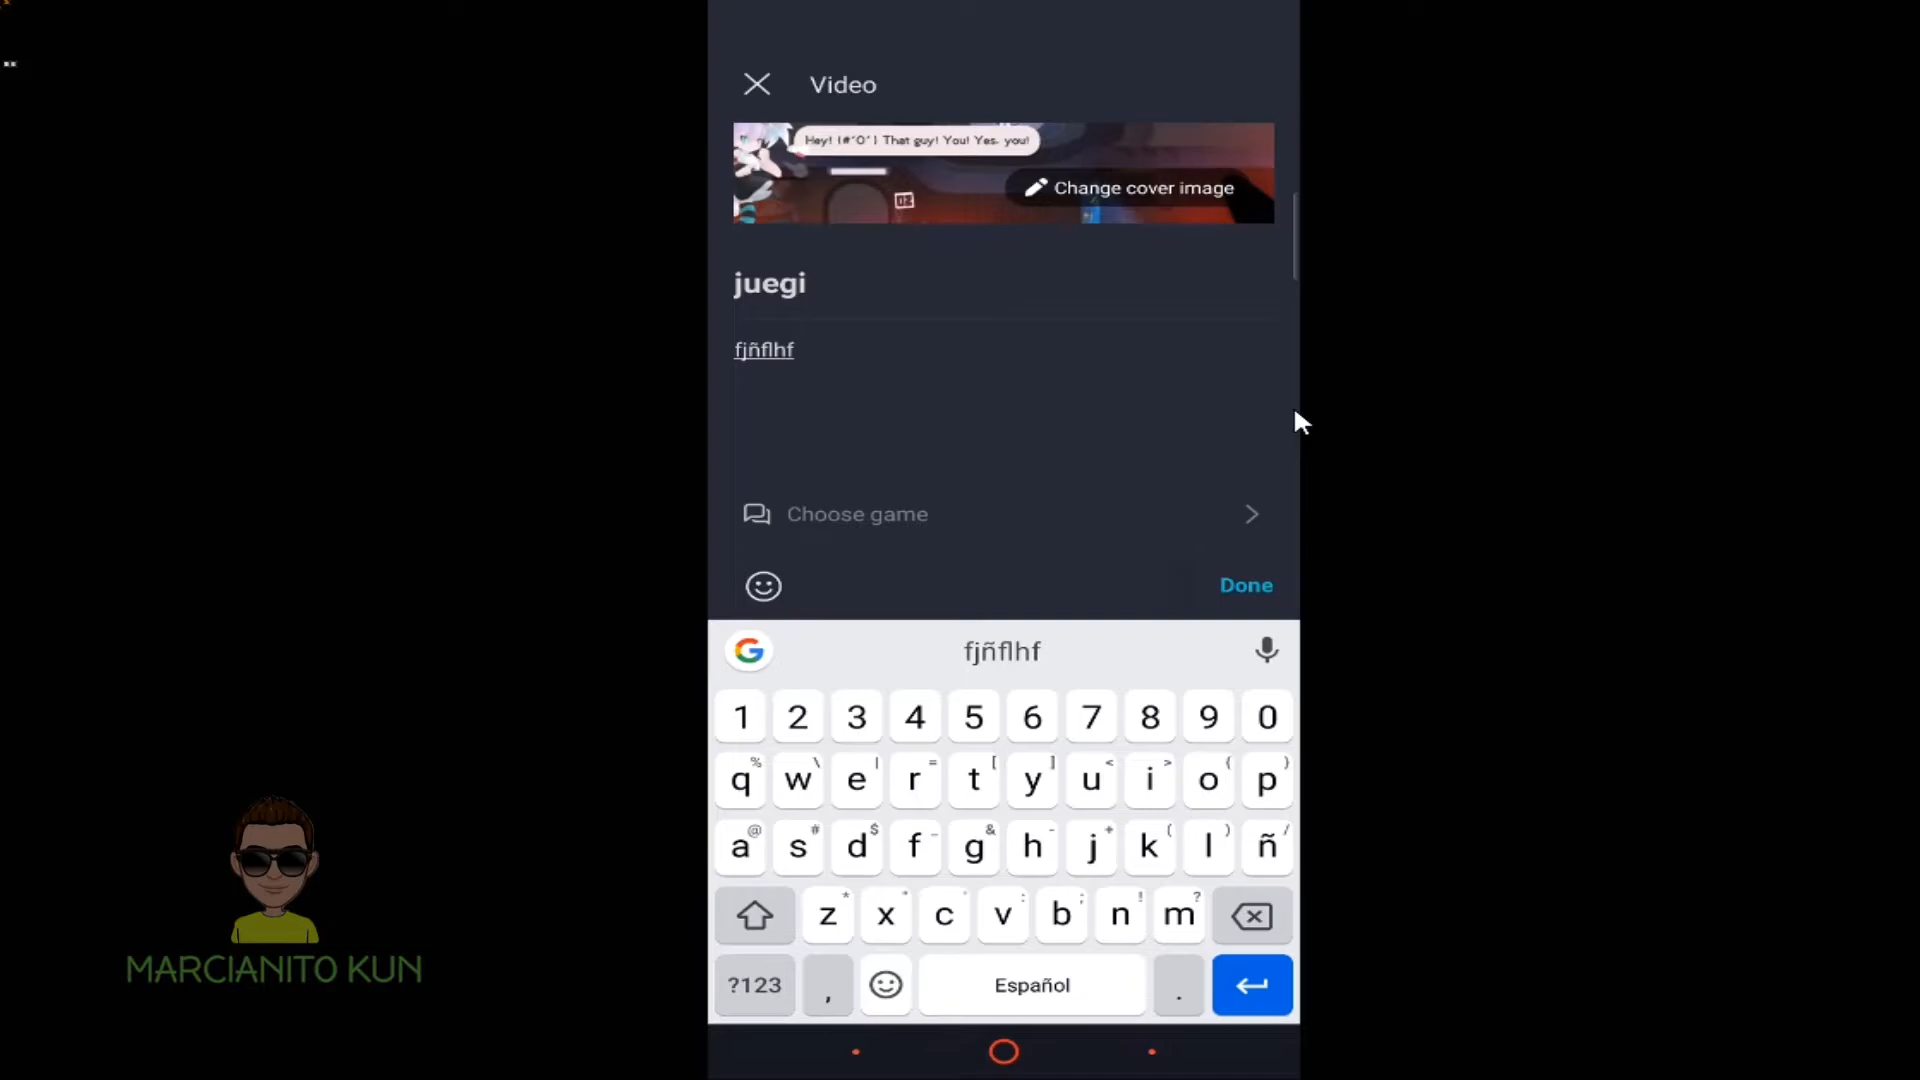 Video
Hey! (#`O´) That guy! You! Yes, you!
Change cover image
juegi
fjñflhf
Choose game
Done
fjñflhf
1 2 3 4 5 6 7 8 9 0
q w e r t y u i o p
a s d f g h j k l ñ
z x c v b n m
?123 , Español .
MARCIANITO KUN